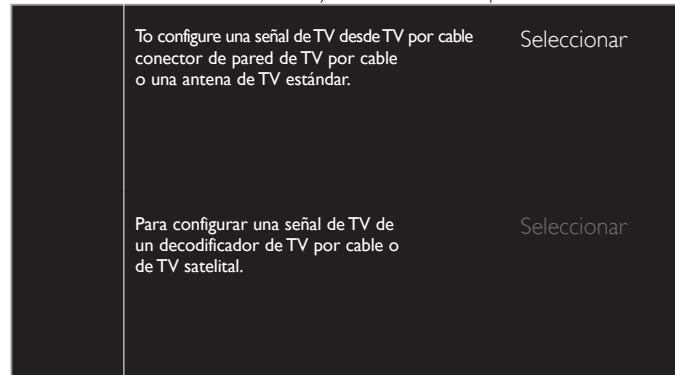 To configure una señal de TV desde TV por cable
conector de pared de TV por cable
o una antena de TV estándar.
Seleccionar
Para configurar una señal de TV de
un decodificador de TV por cable o
de TV satelital.
Seleccionar